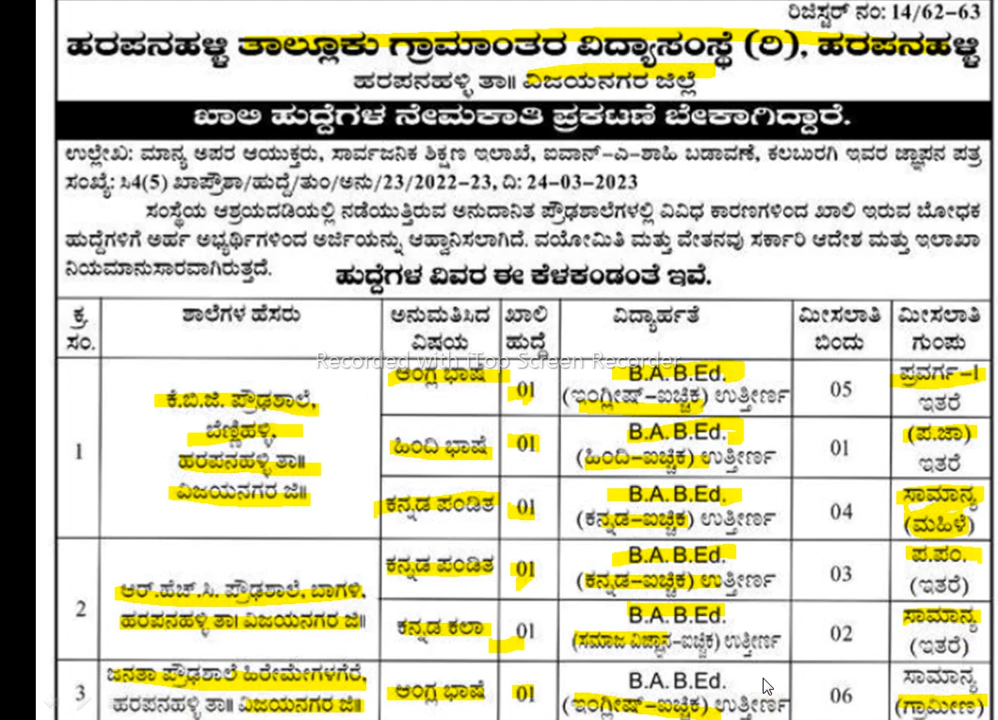 ರಿಜಿಸ್ಟರ್ ನಂ: 14/62-63
ಹರಪನಹಳ್ಳಿ ತಾಲ್ಲೂಕು ಗ್ರಾಮಾಂತರ ವಿದ್ಯಾಸಂಸ್ಥೆ (ರಿ), ಹರಪನಹಳ್ಳಿ
ಹರಪನಹಳ್ಳಿ ತಾ॥ ವಿಜಯನಗರ ಜಿಲ್ಲೆ
ಖಾಲಿ ಹುದ್ದೆಗಳ ನೇಮಕಾತಿ ಪ್ರಕಟಣೆ ಬೇಕಾಗಿದ್ದಾರೆ.
ಉಲ್ಲೇಖ: ಮಾನ್ಯ ಅಪರ ಆಯುಕ್ತರು, ಸಾರ್ವಜನಿಕ ಶಿಕ್ಷಣ ಇಲಾಖೆ, ಐವಾನ್-ಎ-ಶಾಹಿ ಬಡಾವಣೆ, ಕಲಬುರಗಿ ಇವರ ಜ್ಞಾಪನ ಪತ್ರ
ಸಂಖ್ಯೆ: ಸಿ4(5) ಖಾಪ್ರೌಶಾ/ಹುದ್ದೆ/ತುಂ/ಅನು/23/2022-23, ದಿ: 24-03-2023
ಸಂಸ್ಥೆಯ ಆಶ್ರಯದಡಿಯಲ್ಲಿ ನಡೆಯುತ್ತಿರುವ ಅನುದಾನಿತ ಪ್ರೌಢಶಾಲೆಗಳಲ್ಲಿ ವಿವಿಧ ಕಾರಣಗಳಿಂದ ಖಾಲಿ ಇರುವ ಬೋಧಕ
ಹುದ್ದೆಗಳಿಗೆ ಅರ್ಹ ಅಭ್ಯರ್ಥಿಗಳಿಂದ ಅರ್ಜಿಯನ್ನು ಆಹ್ವಾನಿಸಲಾಗಿದೆ. ವಯೋಮಿತಿ ಮತ್ತು ವೇತನವು ಸರ್ಕಾರಿ ಆದೇಶ ಮತ್ತು ಇಲಾಖಾ
ನಿಯಮಾನುಸಾರವಾಗಿರುತ್ತದೆ.
ಹುದ್ದೆಗಳ ವಿವರ ಈ ಕೆಳಕಂಡಂತೆ ಇವೆ.
ಕ್ರ. ಸಂ. ಶಾಲೆಗಳ ಹೆಸರು ಅನುಮತಿಸಿದ ವಿಷಯ ಖಾಲಿ ಹುದ್ದೆ ವಿದ್ಯಾರ್ಹತೆ ಮೀಸಲಾತಿ ಬಿಂದು ಮೀಸಲಾತಿ ಗುಂಪು
Recorded with iTop Screen Recorder
1 ಕೆ.ಬಿ.ಜಿ. ಪ್ರೌಢಶಾಲೆ,
ಬೆಣ್ಣಿಹಳ್ಳಿ,
ಹರಪನಹಳ್ಳಿ ತಾ॥
ವಿಜಯನಗರ ಜಿ॥
ಆಂಗ್ಲ ಭಾಷೆ 01 B.A. B.Ed. (ಇಂಗ್ಲೀಷ್-ಐಚ್ಛಿಕ) ಉತ್ತೀರ್ಣ 05 ಪ್ರವರ್ಗ-I ಇತರೆ
ಹಿಂದಿ ಭಾಷೆ 01 B.A. B.Ed. (ಹಿಂದಿ-ಐಚ್ಛಿಕ) ಉತ್ತೀರ್ಣ 01 (ಪ.ಜಾ) ಇತರೆ
ಕನ್ನಡ ಪಂಡಿತ 01 B.A. B.Ed. (ಕನ್ನಡ-ಐಚ್ಛಿಕ) ಉತ್ತೀರ್ಣ 04 ಸಾಮಾನ್ಯ (ಮಹಿಳೆ)
2 ಆರ್.ಹೆಚ್.ಸಿ. ಪ್ರೌಢಶಾಲೆ, ಬಾಗಳಿ,
ಹರಪನಹಳ್ಳಿ ತಾ। ವಿಜಯನಗರ ಜಿ॥
ಕನ್ನಡ ಪಂಡಿತ 01 B.A. B.Ed. (ಕನ್ನಡ-ಐಚ್ಛಿಕ) ಉತ್ತೀರ್ಣ 03 ಪ.ಪಂ. (ಇತರೆ)
ಕನ್ನಡ ಕಲಾ 01 B.A. B.Ed (ಸಮಾಜ ವಿಜ್ಞಾನ-ಐಚ್ಛಿಕ) ಉತ್ತೀರ್ಣ 02 ಸಾಮಾನ್ಯ (ಇತರೆ)
3 ಜನತಾ ಪ್ರೌಢಶಾಲೆ ಹಿರೇಮೇಗಳಗೆರೆ,
ಹರಪನಹಳ್ಳಿ ತಾ॥ ವಿಜಯನಗರ ಜಿ॥
ಆಂಗ್ಲ ಭಾಷೆ 01 B.A. B.Ed. (ಇಂಗ್ಲೀಷ್-ಐಚ್ಛಿಕ) ಉತ್ತೀರ್ಣ 06 ಸಾಮಾನ್ಯ (ಗ್ರಾಮೀಣ)